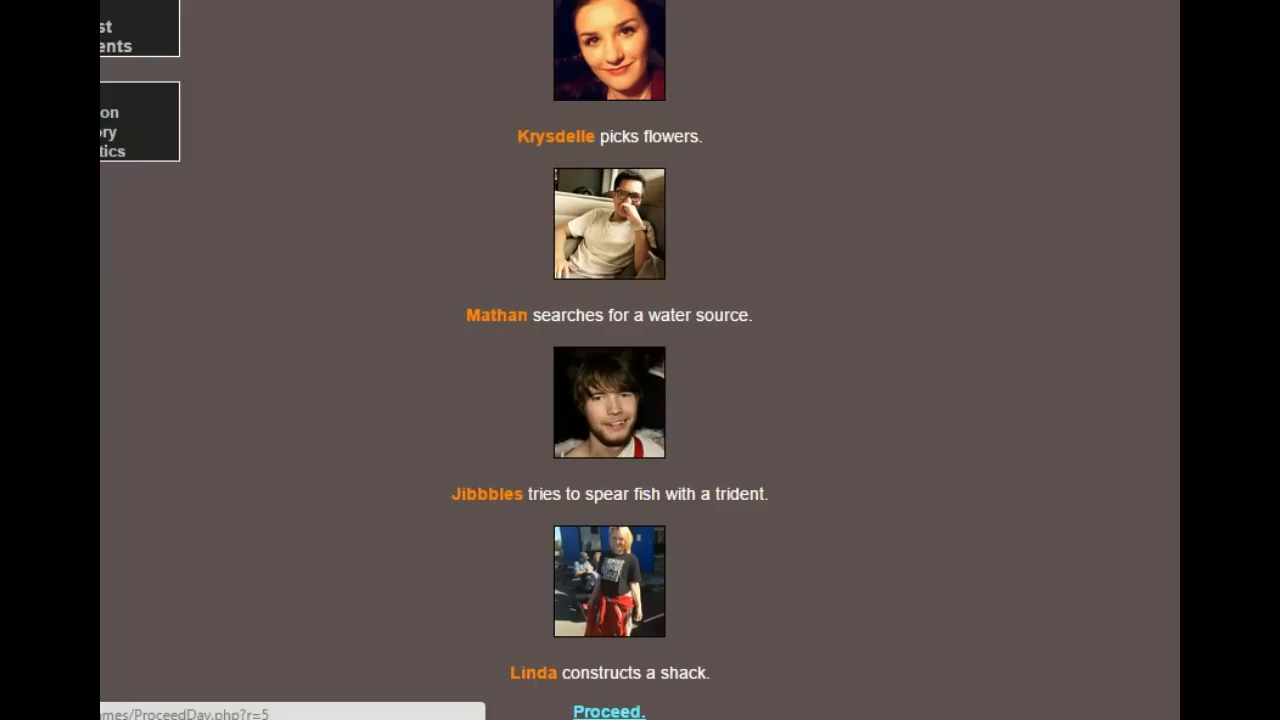 st
ents
on
ory
tics
Krysdelle picks flowers.
Mathan searches for a water source.
Jibbbles tries to spear fish with a trident.
Linda constructs a shack.
Proceed.
mes/ProceedDay.php?r=5